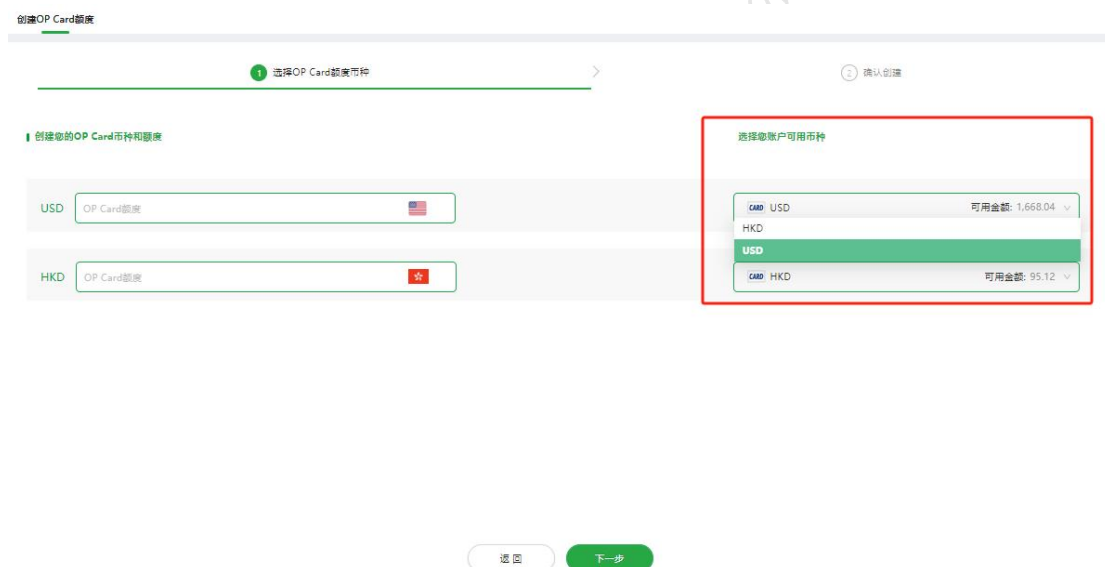 创建OP Card额度
1 选择OP Card额度币种
2 确认创建
创建您的OP Card币种和额度
选择您账户可用币种
USD OP Card额度
CARD USD 可用金额: 1,668.04
HKD
USD
HKD OP Card额度
CARD HKD 可用金额: 95.12
返 回 下一步